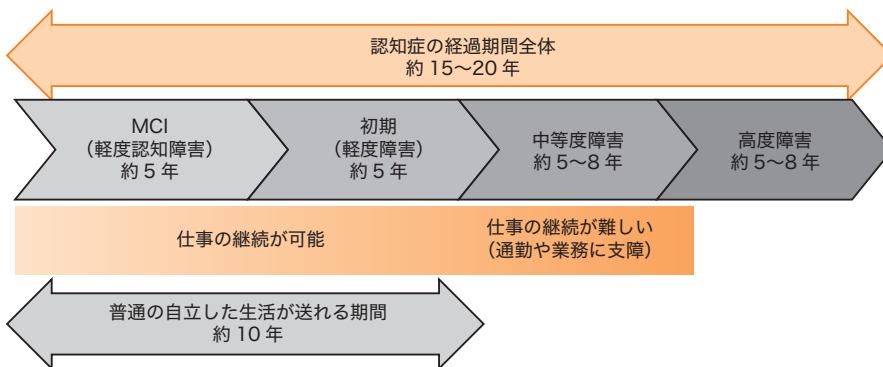 認知症の経過期間全体
約 15〜20 年
MCI
（軽度認知障害）
約 5 年
初期
（軽度障害）
約 5 年
中等度障害
約 5〜8 年
高度障害
約 5〜8 年
仕事の継続が可能
仕事の継続が難しい
（通勤や業務に支障）
普通の自立した生活が送れる期間
約 10 年